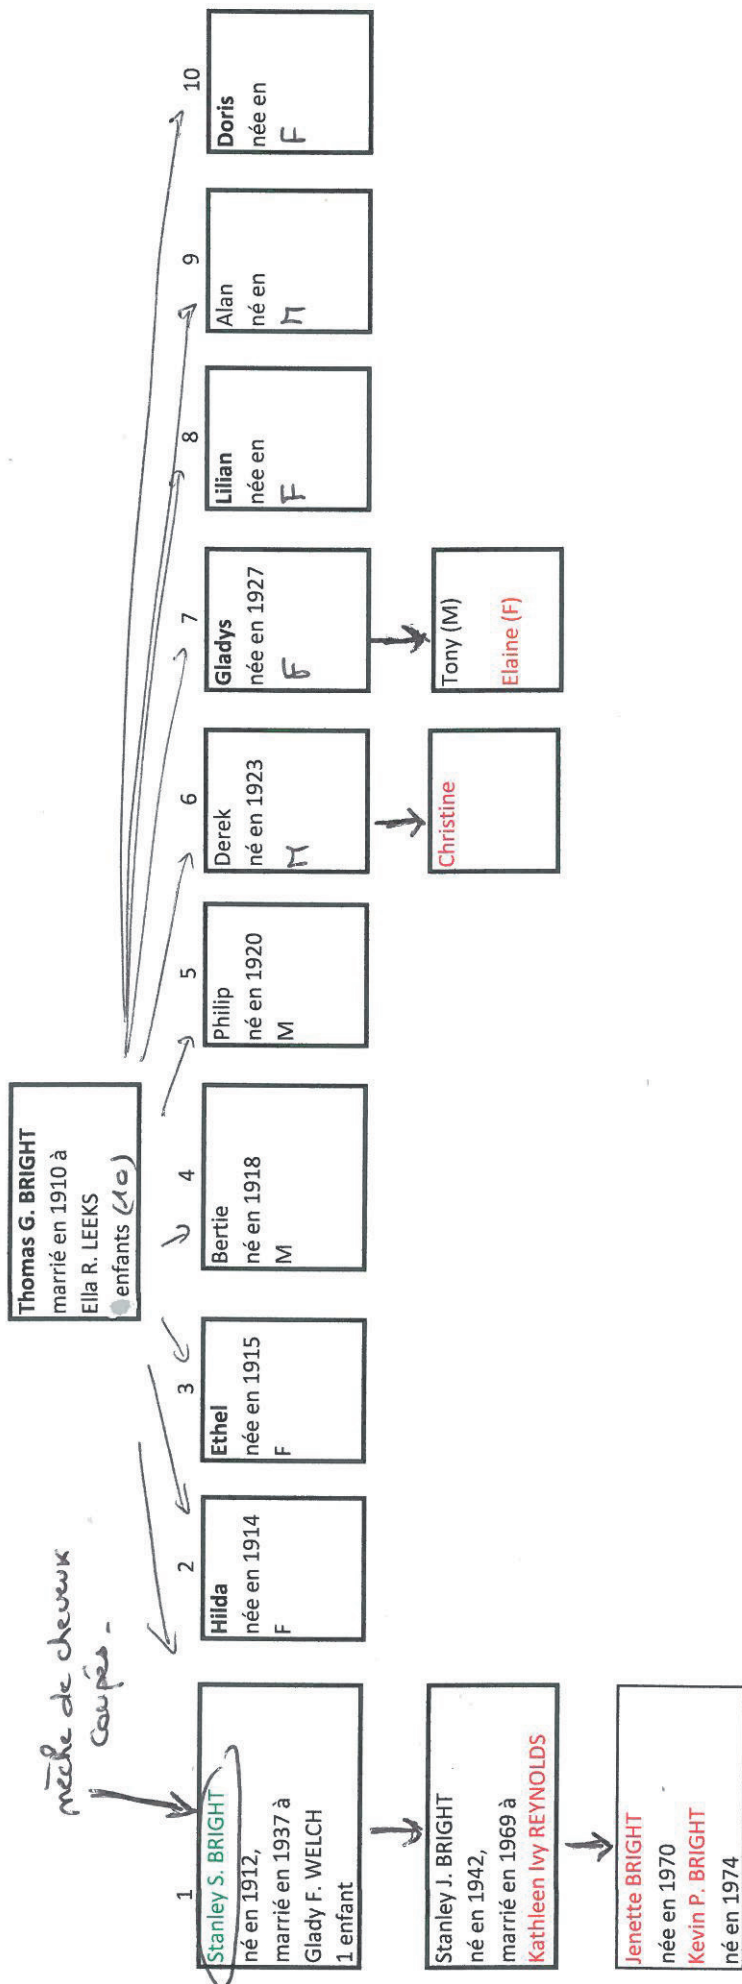 mèche de cheveux
coupés -
Thomas G. BRIGHT
marrié en 1910 à
Ella R. LEEKS
enfants (10)
1
Stanley S. BRIGHT
né en 1912,
marrié en 1937 à
Glady F. WELCH
1 enfant
2
Hilda
née en 1914
F
3
Ethel
née en 1915
F
4
Bertie
né en 1918
M
5
Philip
né en 1920
M
6
Derek
né en 1923
M
7
Gladys
née en 1927
F
8
Lilian
née en
F
9
Alan
né en
M
10
Doris
née en
F
Stanley J. BRIGHT
né en 1942,
marrié en 1969 à
Kathleen Ivy REYNOLDS
Christine
Tony (M)
Elaine (F)
Jenette BRIGHT
née en 1970
Kevin P. BRIGHT
né en 1974